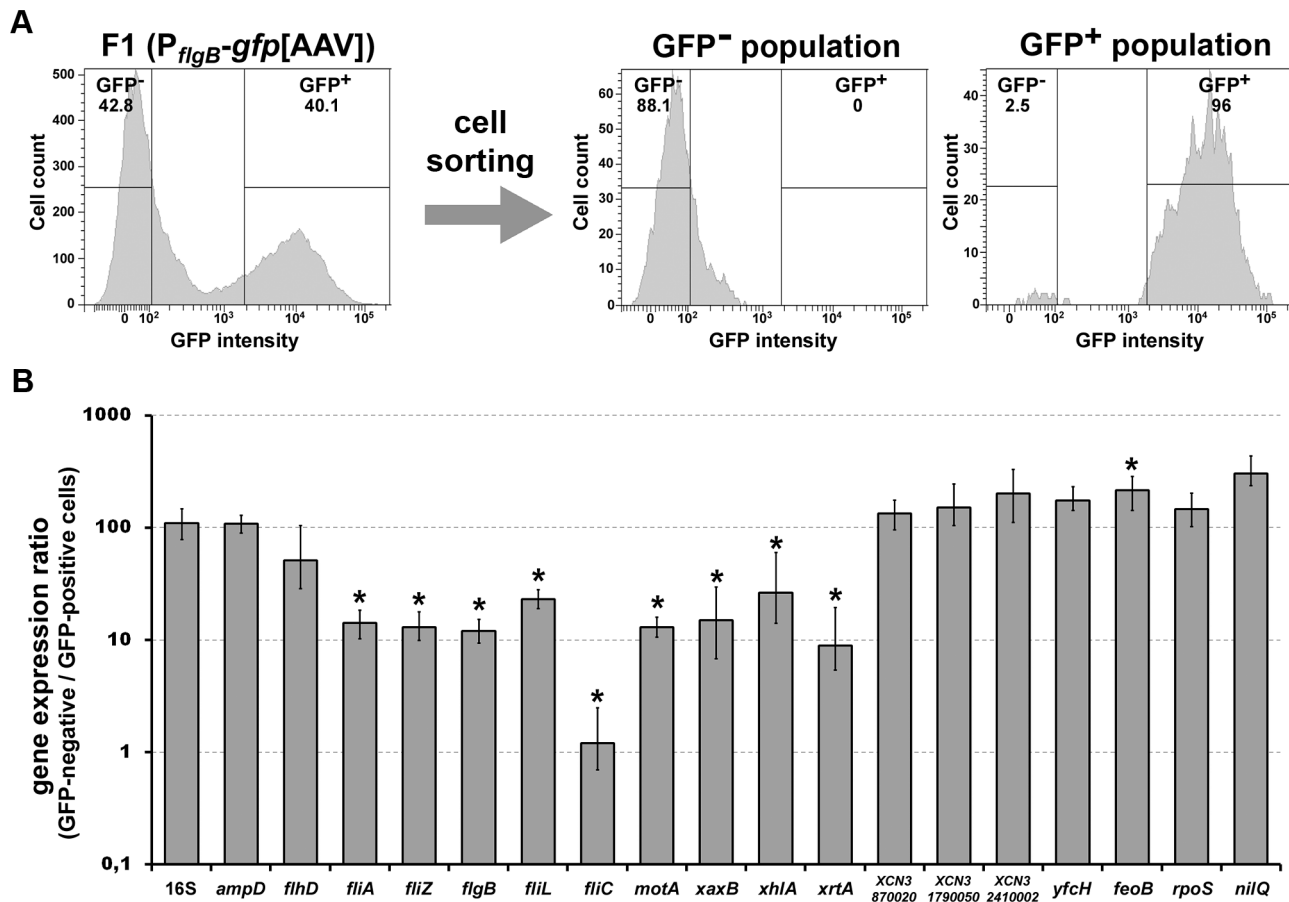 A
F1 (PflgB-gfp[AAV])
GFP- population
GFP+ population
500
400
300
200
100
0
GFP-
42.8
GFP+
40.1
Cell count
0 10² 10³ 10⁴ 10⁵
GFP intensity
cell
sorting
60
50
40
30
20
10
0
GFP-
88.1
GFP+
0
Cell count
0 10² 10³ 10⁴ 10⁵
GFP intensity
40
30
20
10
0
GFP-
2.5
GFP+
96
Cell count
0 10² 10³ 10⁴ 10⁵
GFP intensity
B
gene expression ratio
(GFP-negative / GFP-positive cells)
1000
100
10
1
0,1
* * * * * * * * * *
16S ampD flhD fliA fliZ flgB fliL fliC motA xaxB xhlA xrtA XCN3 870020 XCN3 1790050 XCN3 2410002 yfcH feoB rpoS nilQ